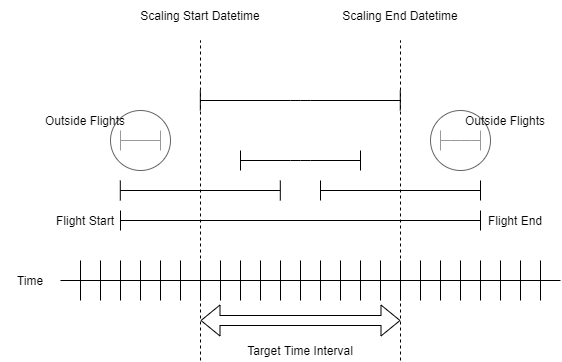 Scaling Start Datetime
Scaling End Datetime
Outside Flights
Outside Flights
Flight Start
Flight End
Time
Target Time Interval